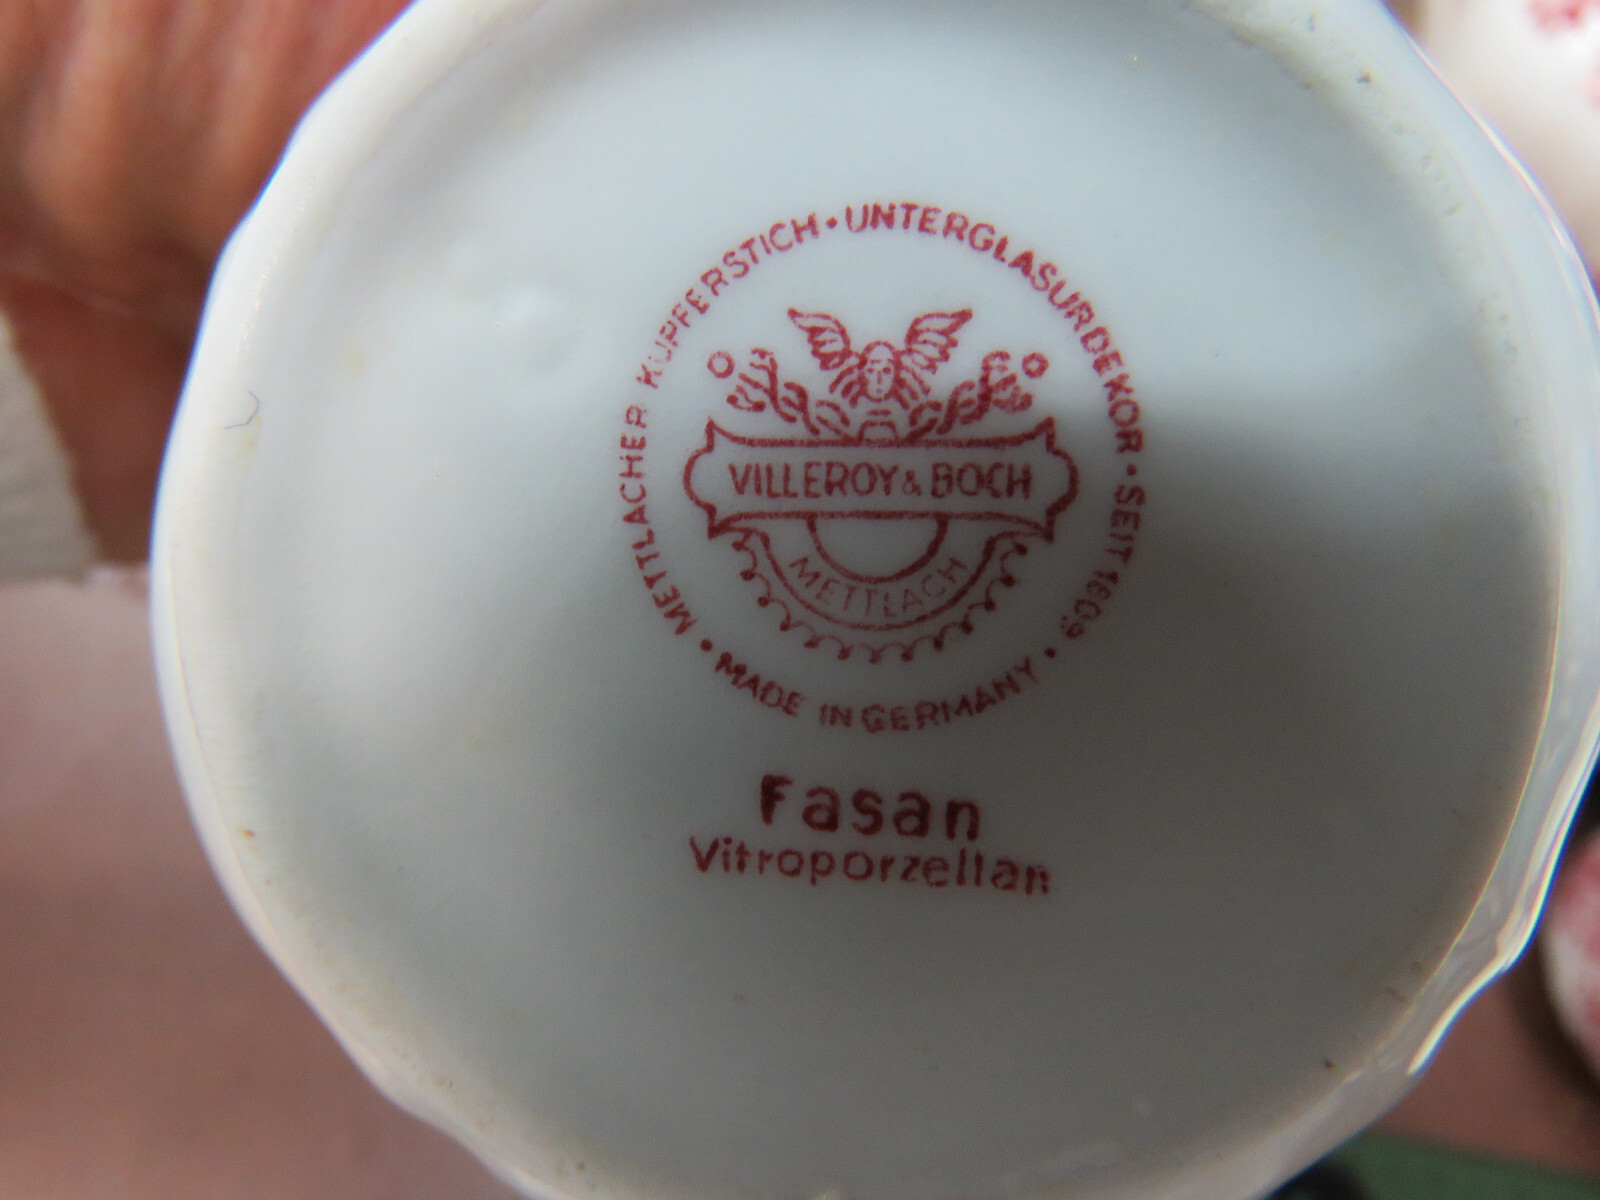 METTLACHER KUPFERSTICH • UNTERGLASURDEKOR • SEIT 1809 •
VILLEROY & BOCH
METTLACH
MADE IN GERMANY •
Fasan
Vitroporzellan